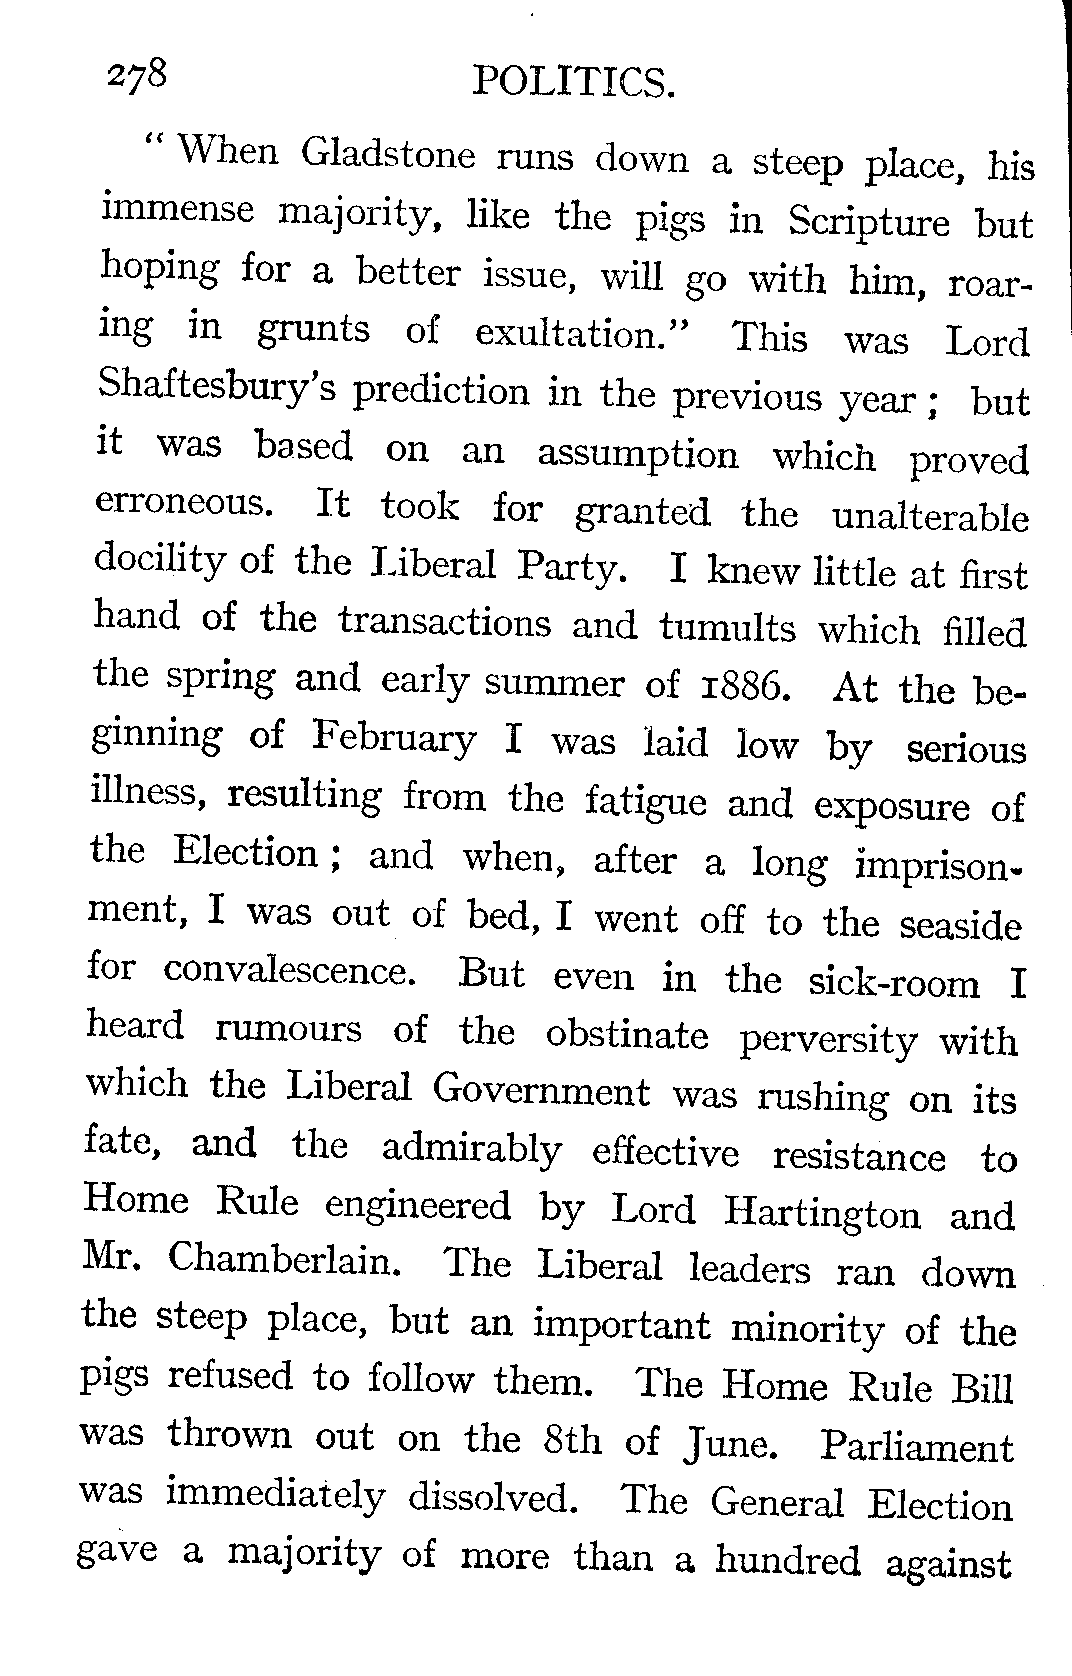 278 POLITICS.
“ When Gladstone runs down a steep place, his
immense majority, like the pigs in Scripture but
hoping for a better issue, will go with him, roar-
ing in grunts of exultation.” This was Lord
Shaftesbury’s prediction in the previous year ; but
it was based on an assumption which proved
erroneous. It took for granted the unalterable
docility of the Liberal Party. I knew little at first
hand of the transactions and tumults which filled
the spring and early summer of 1886. At the be-
ginning of February I was laid low by serious
illness, resulting from the fatigue and exposure of
the Election ; and when, after a long imprison-
ment, I was out of bed, I went off to the seaside
for convalescence. But even in the sick-room I
heard rumours of the obstinate perversity with
which the Liberal Government was rushing on its
fate, and the admirably effective resistance to
Home Rule engineered by Lord Hartington and
Mr. Chamberlain. The Liberal leaders ran down
the steep place, but an important minority of the
pigs refused to follow them. The Home Rule Bill
was thrown out on the 8th of June. Parliament
was immediately dissolved. The General Election
gave a majority of more than a hundred against